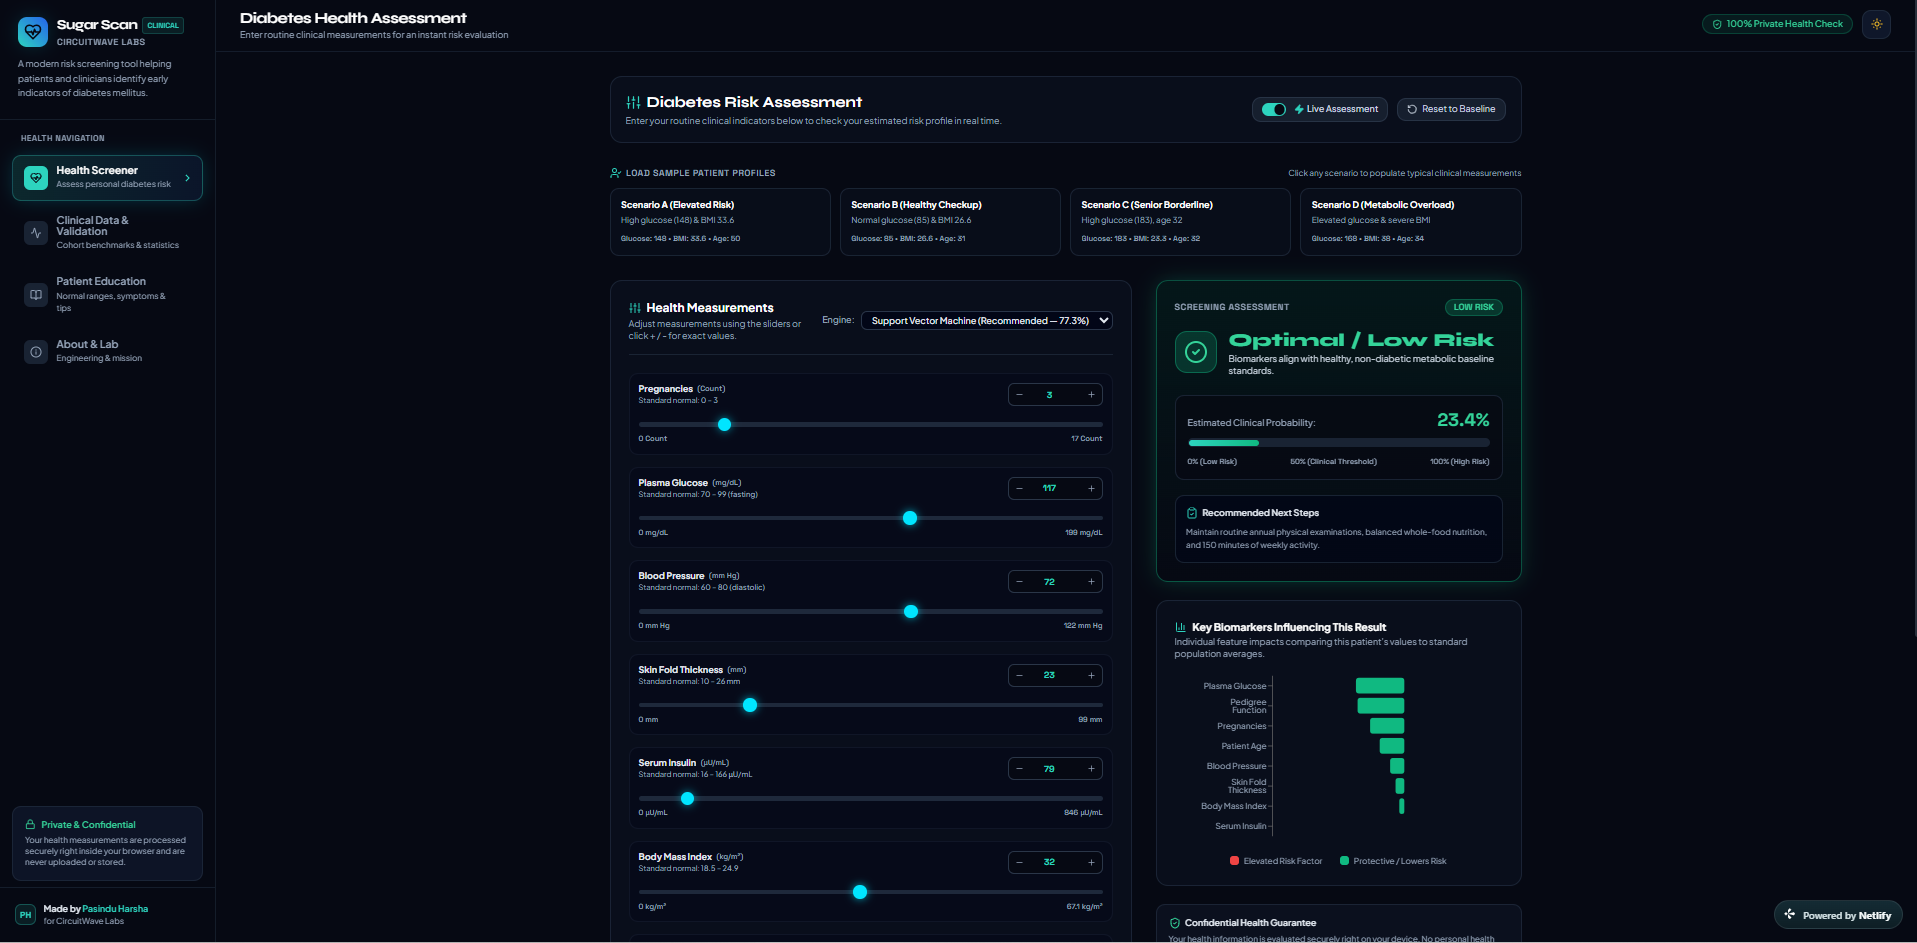 Sugar Scan CLINICAL
CIRCUITWAVE LABS
A modern risk screening tool helping
patients and clinicians identify early
indicators of diabetes mellitus.
HEALTH NAVIGATION
Health Screener
Assess personal diabetes risk
Clinical Data &
Validation
Cohort benchmarks & statistics
Patient Education
Normal ranges, symptoms &
tips
About & Lab
Engineering & mission
Private & Confidential
Your health measurements are processed
securely right inside your browser and are
never uploaded or stored.
PH
Made by Pasindu Harsha
for CircuitWave Labs
Diabetes Health Assessment
Enter routine clinical measurements for an instant risk evaluation
100% Private Health Check
Diabetes Risk Assessment
Enter your routine clinical indicators below to check your estimated risk profile in real time.
Live Assessment
Reset to Baseline
LOAD SAMPLE PATIENT PROFILES
Click any scenario to populate typical clinical measurements
Scenario A (Elevated Risk)
High glucose (148) & BMI 33.6
Glucose: 148 • BMI: 33.6 • Age: 50
Scenario B (Healthy Checkup)
Normal glucose (85) & BMI 26.6
Glucose: 85 • BMI: 26.6 • Age: 31
Scenario C (Senior Borderline)
High glucose (183), age 32
Glucose: 183 • BMI: 23.3 • Age: 32
Scenario D (Metabolic Overload)
Elevated glucose & severe BMI
Glucose: 168 • BMI: 38 • Age: 34
Health Measurements
Adjust measurements using the sliders or
click + / - for exact values.
Engine:
Support Vector Machine (Recommended — 77.3%)
Pregnancies (Count)
Standard normal: 0 – 3
− 3 +
0 Count
17 Count
Plasma Glucose (mg/dL)
Standard normal: 70 – 99 (fasting)
− 117 +
0 mg/dL
199 mg/dL
Blood Pressure (mm Hg)
Standard normal: 60 – 80 (diastolic)
− 72 +
0 mm Hg
122 mm Hg
Skin Fold Thickness (mm)
Standard normal: 10 – 26 mm
− 23 +
0 mm
99 mm
Serum Insulin (μU/mL)
Standard normal: 16 – 166 μU/mL
− 79 +
0 μU/mL
846 μU/mL
Body Mass Index (kg/m²)
Standard normal: 18.5 – 24.9
− 32 +
0 kg/m²
67.1 kg/m²
SCREENING ASSESSMENT
LOW RISK
Optimal / Low Risk
Biomarkers align with healthy, non-diabetic metabolic baseline
standards.
Estimated Clinical Probability:
23.4%
0% (Low Risk)
50% (Clinical Threshold)
100% (High Risk)
Recommended Next Steps
Maintain routine annual physical examinations, balanced whole-food nutrition,
and 150 minutes of weekly activity.
Key Biomarkers Influencing This Result
Individual feature impacts comparing this patient's values to standard
population averages.
Plasma Glucose
Pedigree
Function
Pregnancies
Patient Age
Blood Pressure
Skin Fold
Thickness
Body Mass Index
Serum Insulin
Elevated Risk Factor
Protective / Lowers Risk
Confidential Health Guarantee
Your health information is evaluated securely right on your device. No personal health
Powered by Netlify